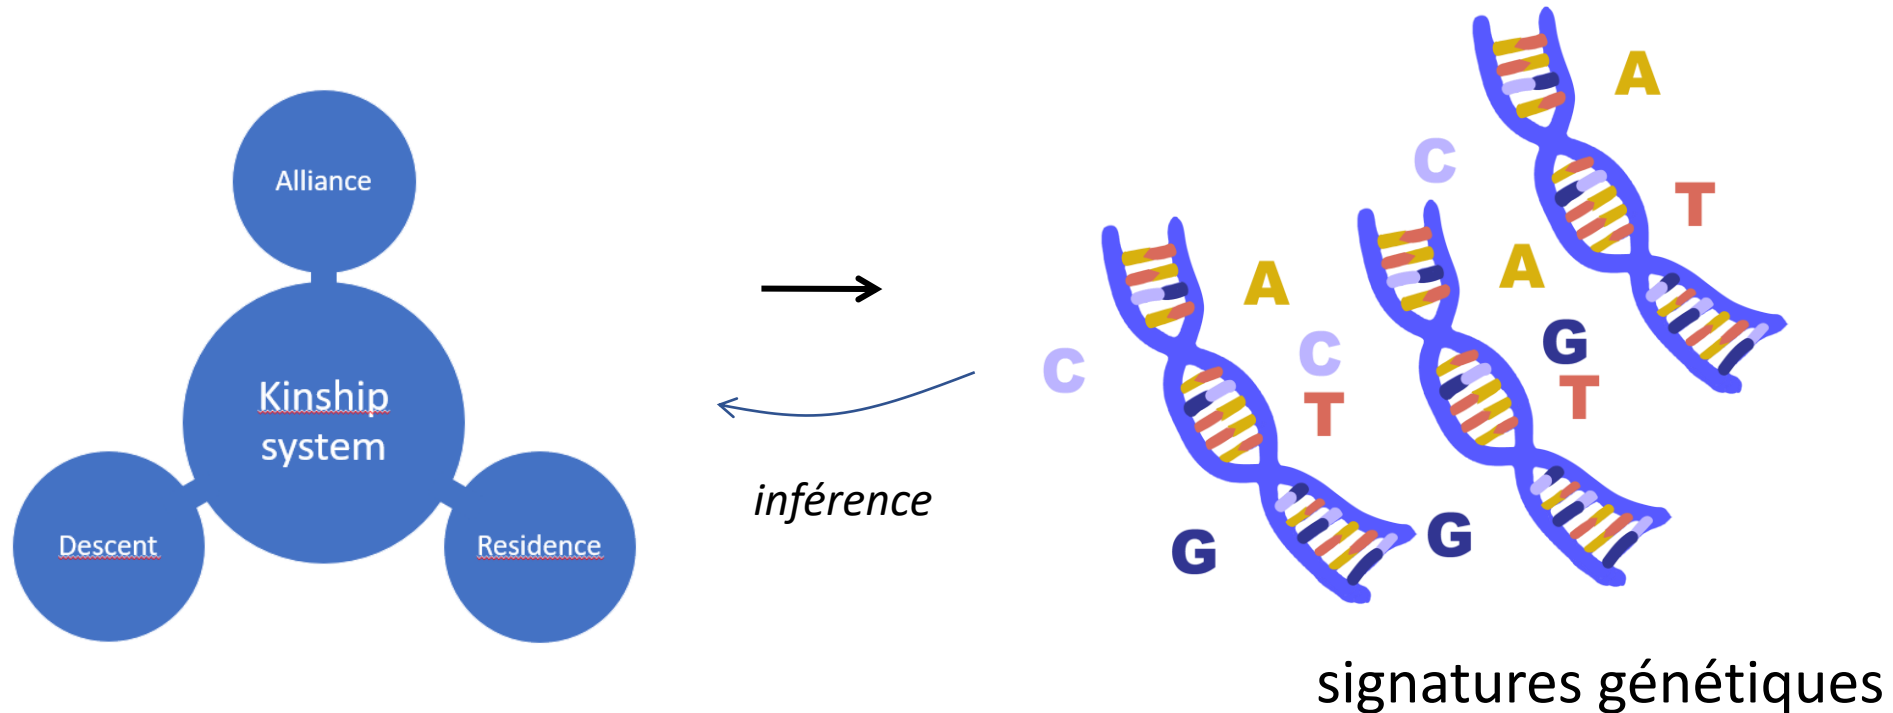 Alliance
Kinship
system
Descent
Residence
inférence
A
C
T
A
A
G
C
C
T
T
G
G
signatures génétiques